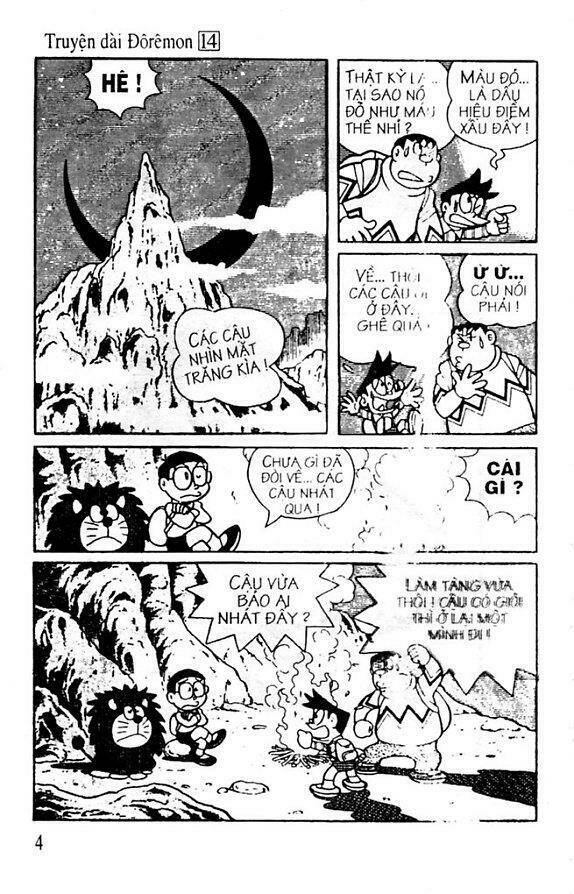 Truyện dài Đôrêmon 14
HÊ !
CÁC CẬU
NHÌN MẶT
TRĂNG KÌA !
THẬT KỲ LẠ...
TẠI SAO NÓ
ĐỎ NHƯ MÁU
THẾ NHỈ ?
MÀU ĐỎ...
LÀ DẤU
HIỆU ĐIỀM
XẤU ĐẤY !
VỀ... THÔI
CÁC CẬU ƠI
Ở ĐÂY.
GHÊ QUÁ
Ừ Ừ...
CẬU NÓI
PHẢI !
CHƯA GÌ ĐÃ
ĐÒI VỀ... CÁC
CẬU NHÁT
QUA !
CÁI
GÌ ?
CẬU VỪA
BẢO AI
NHÁT ĐẤY ?
LÀM TÀNG VỪA
THÔI ! CẬU CÓ GIỎI
THÌ Ở LẠI MỘT
MÌNH ĐI !
4